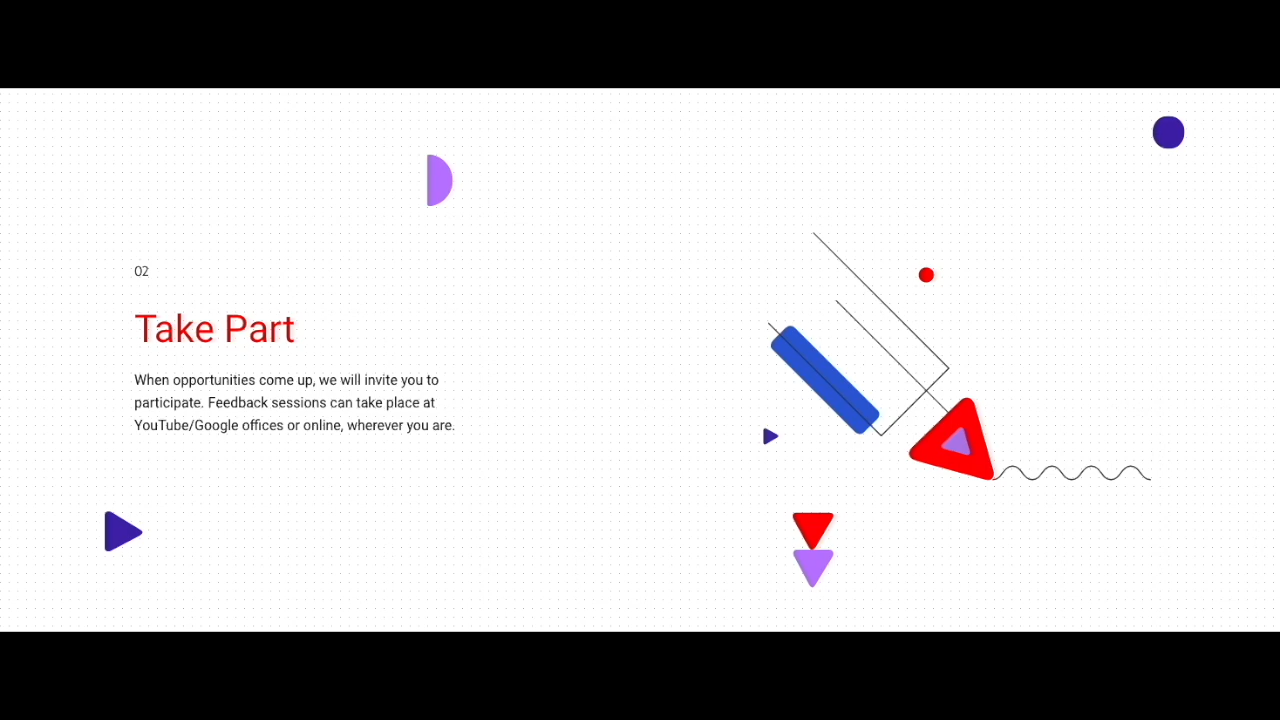 02
Take Part
When opportunities come up, we will invite you to
participate. Feedback sessions can take place at
YouTube/Google offices or online, wherever you are.